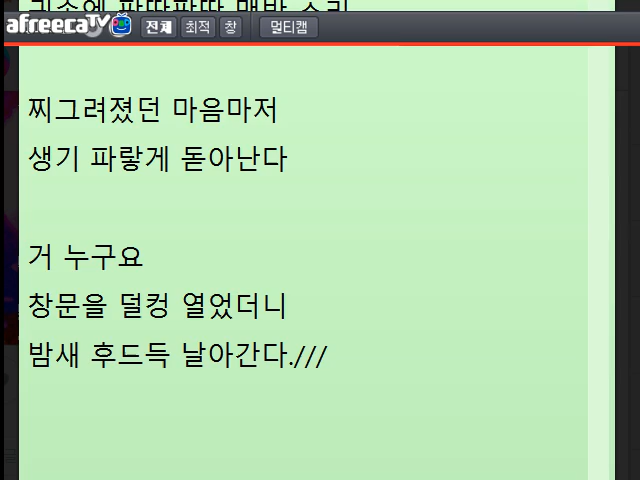 afreecaTV 전체 최적 창 멀티캠
찌그려졌던 마음마저
생기 파랗게 돋아난다
거 누구요
창문을 덜컹 열었더니
밤새 후드득 날아간다.///